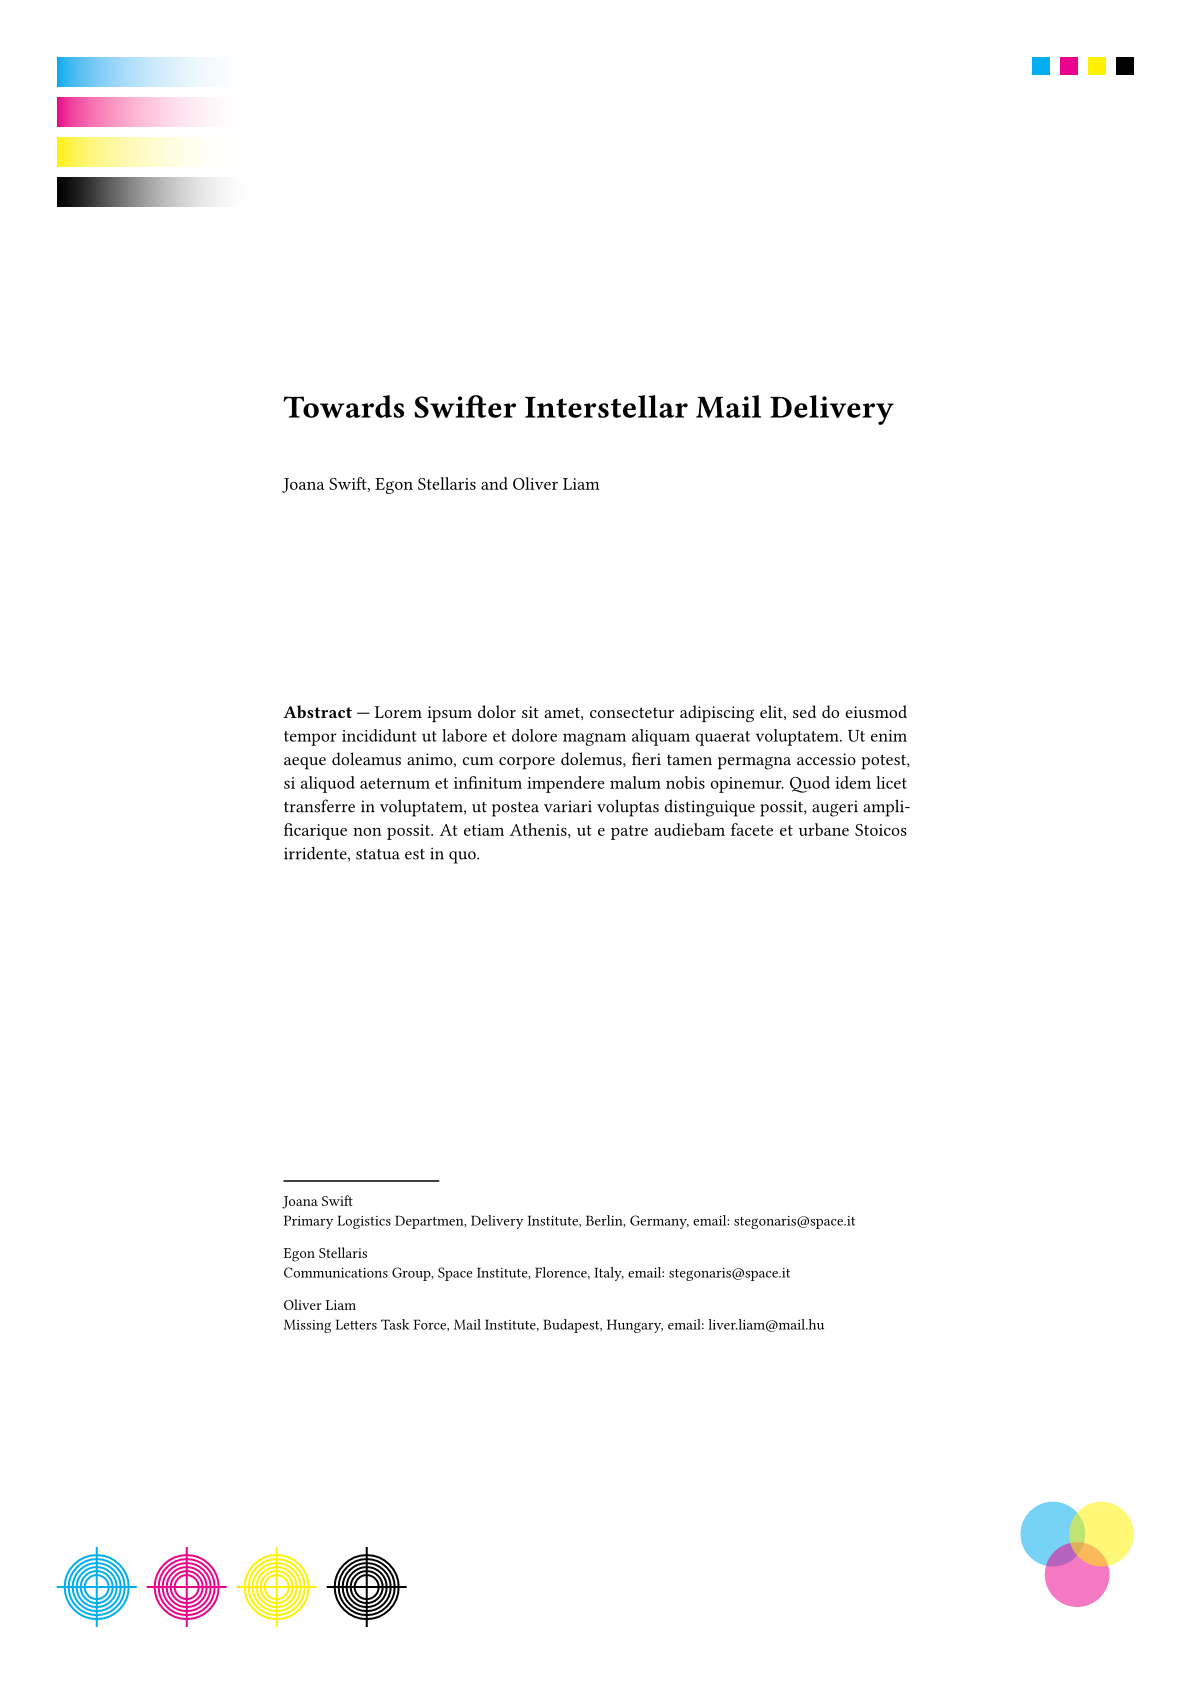 Towards Swifter Interstellar Mail Delivery
Joana Swift, Egon Stellaris and Oliver Liam
Abstract — Lorem ipsum dolor sit amet, consectetur adipiscing elit, sed do eiusmod
tempor incididunt ut labore et dolore magnam aliquam quaerat voluptatem. Ut enim
aeque doleamus animo, cum corpore dolemus, fieri tamen permagna accessio potest,
si aliquod aeternum et infinitum impendere malum nobis opinemur. Quod idem licet
transferre in voluptatem, ut postea variari voluptas distinguique possit, augeri ampli-
ficarique non possit. At etiam Athenis, ut e patre audiebam facete et urbane Stoicos
irridente, statua est in quo.
Joana Swift
Primary Logistics Departmen, Delivery Institute, Berlin, Germany, email: stegonaris@space.it
Egon Stellaris
Communications Group, Space Institute, Florence, Italy, email: stegonaris@space.it
Oliver Liam
Missing Letters Task Force, Mail Institute, Budapest, Hungary, email: liver.liam@mail.hu